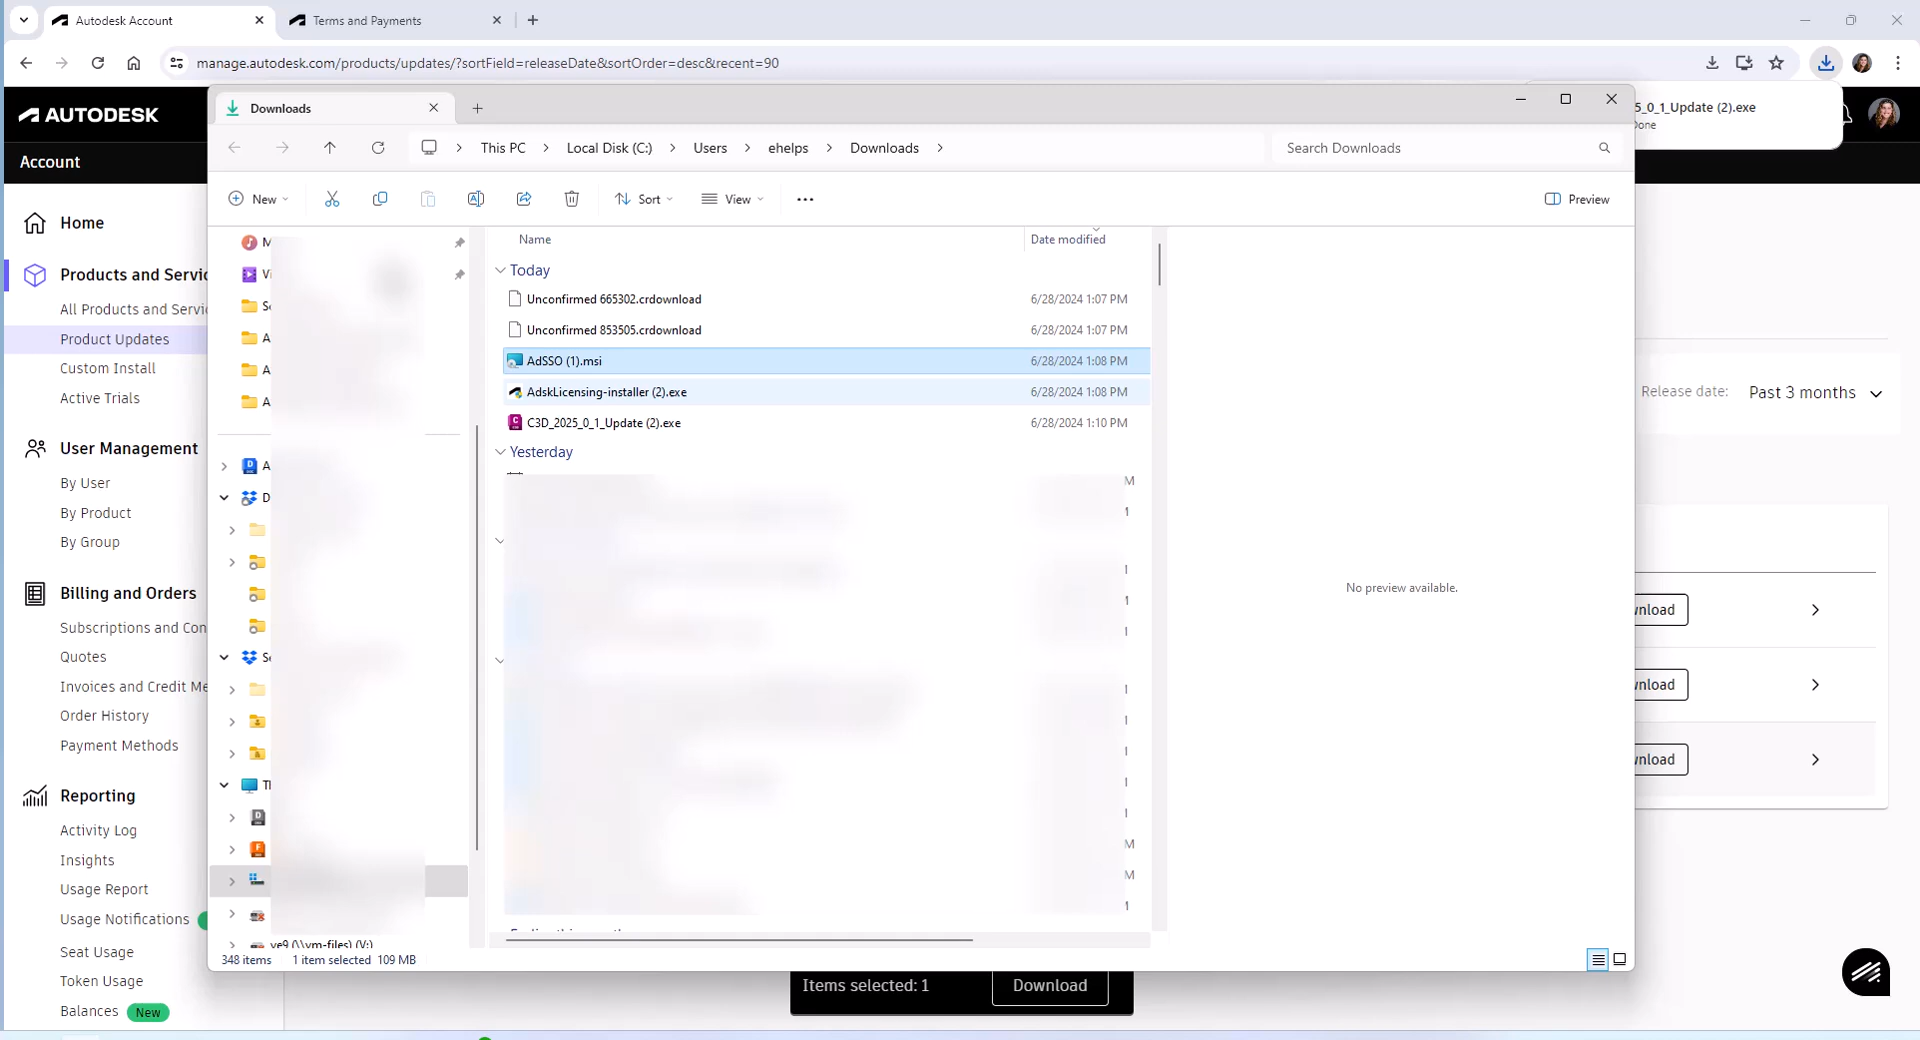 Autodesk Account
Terms and Payments
manage.autodesk.com/products/updates/?sortField=releaseDate&sortOrder=desc&recent=90
AUTODESK
Account
Home
Products and Servic
All Products and Servic
Product Updates
Custom Install
Active Trials
User Management
By User
By Product
By Group
Billing and Orders
Subscriptions and Con
Quotes
Invoices and Credit Me
Order History
Payment Methods
Reporting
Activity Log
Insights
Usage Report
Usage Notifications
Seat Usage
Token Usage
Balances New
Downloads
This PC > Local Disk (C:) > Users > ehelps > Downloads >
Search Downloads
New
Sort
View
Preview
Name Date modified
Today
Unconfirmed 665302.crdownload 6/28/2024 1:07 PM
Unconfirmed 853505.crdownload 6/28/2024 1:07 PM
AdSSO (1).msi 6/28/2024 1:08 PM
AdskLicensing-installer (2).exe 6/28/2024 1:08 PM
C3D_2025_0_1_Update (2).exe 6/28/2024 1:10 PM
Yesterday
No preview available.
348 items 1 item selected 109 MB
5_0_1_Update (2).exe
Done
Release date: Past 3 months
wnload
wnload
wnload
Items selected: 1
Download